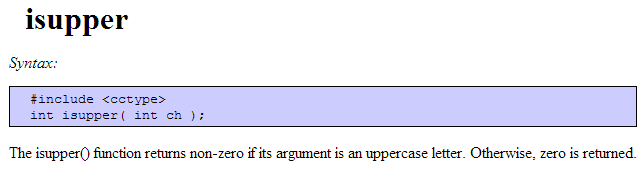 isupper
Syntax:
#include <cctype>
int isupper( int ch );
The isupper() function returns non-zero if its argument is an uppercase letter. Otherwise, zero is returned.